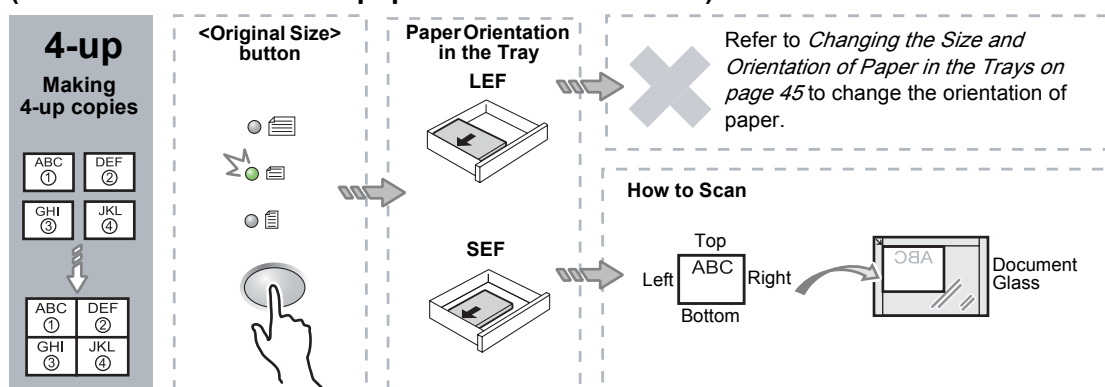 4-up
Making
4-up copies
ABC
①
DEF
②
GHI
③
JKL
④
ABC
①
DEF
②
GHI
③
JKL
④
<Original Size>
button
Paper Orientation
in the Tray
LEF
SEF
Refer to Changing the Size and
Orientation of Paper in the Trays on
page 45 to change the orientation of
paper.
How to Scan
Top
Left
ABC
Right
Bottom
ABC
Document
Glass